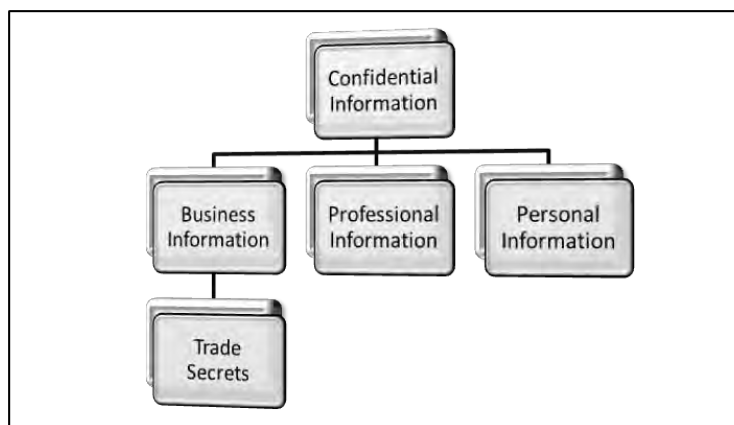 Confidential
Information
Business
Information
Professional
Information
Personal
Information
Trade
Secrets